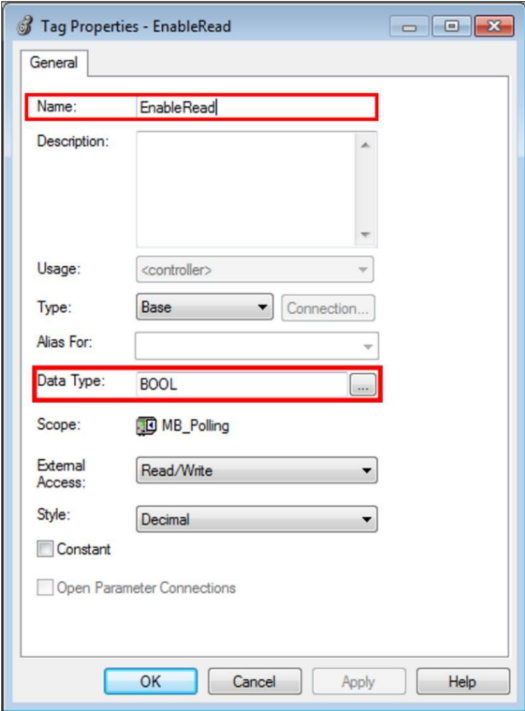 Tag Properties - EnableRead
General
Name: EnableRead
Description:
Usage: <controller>
Type: Base Connection...
Alias For:
Data Type: BOOL ...
Scope: MB_Polling
External
Access: Read/Write
Style: Decimal
Constant
Open Parameter Connections
OK Cancel Apply Help